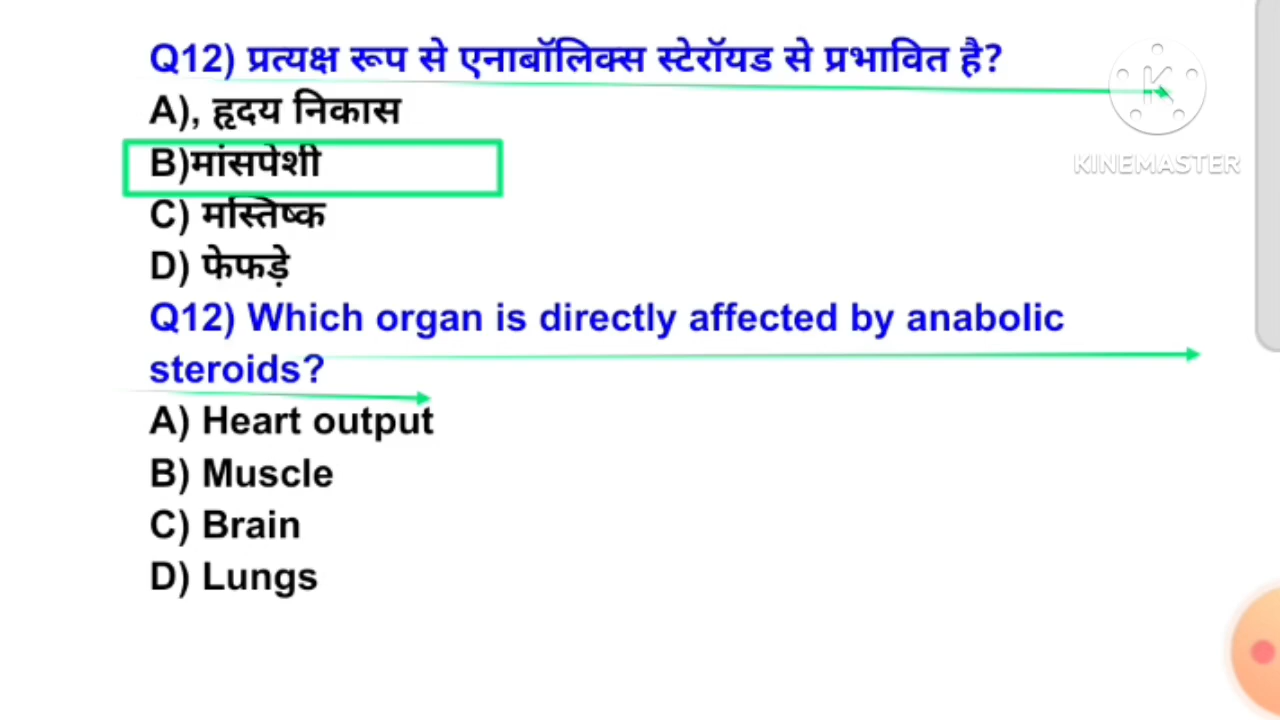 Q12) प्रत्यक्ष रूप से एनाबॉलिक्स स्टेरॉयड से प्रभावित है?
A), हृदय निकास
B)मांसपेशी
C) मस्तिष्क
D) फेफड़े
Q12) Which organ is directly affected by anabolic
steroids?
A) Heart output
B) Muscle
C) Brain
D) Lungs
K
KINEMASTER